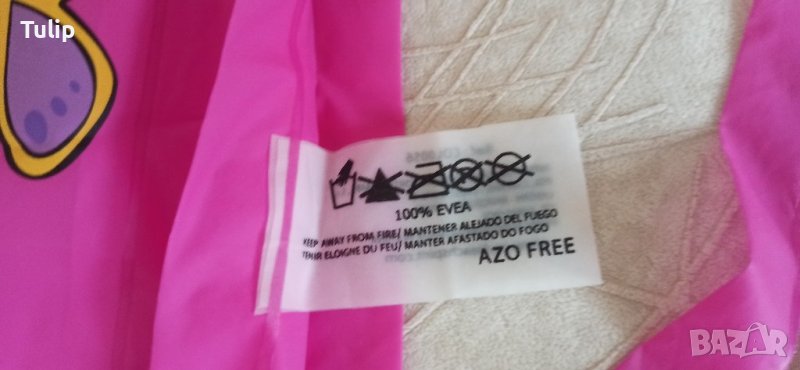 Tulip
100% EVEA
KEEP AWAY FROM FIRE/ MANTENER ALEJADO DEL FUEGO
TENIR ELOIGNE DU FEU/ MANTER AFASTADO DO FOGO
AZO FREE
BAZAR